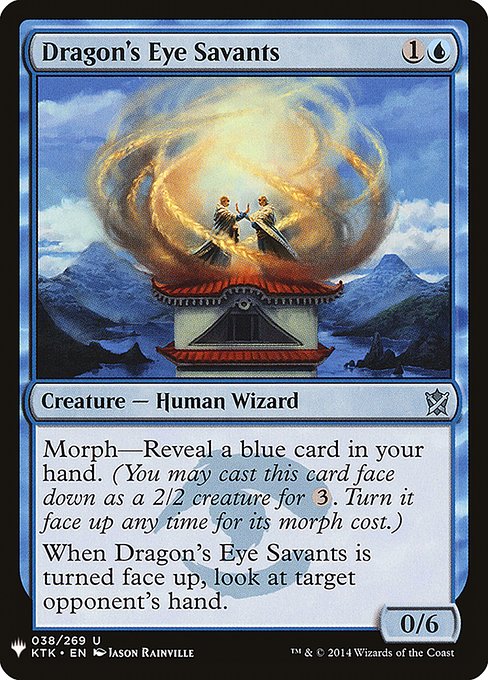 Dragon's Eye Savants 1
Creature — Human Wizard
Morph—Reveal a blue card in your
hand. (You may cast this card face
down as a 2/2 creature for 3. Turn it
face up any time for its morph cost.)
When Dragon's Eye Savants is
turned face up, look at target
opponent's hand.
0/6
038/269 U
KTK • EN Jason Rainville
™ & © 2014 Wizards of the Coast